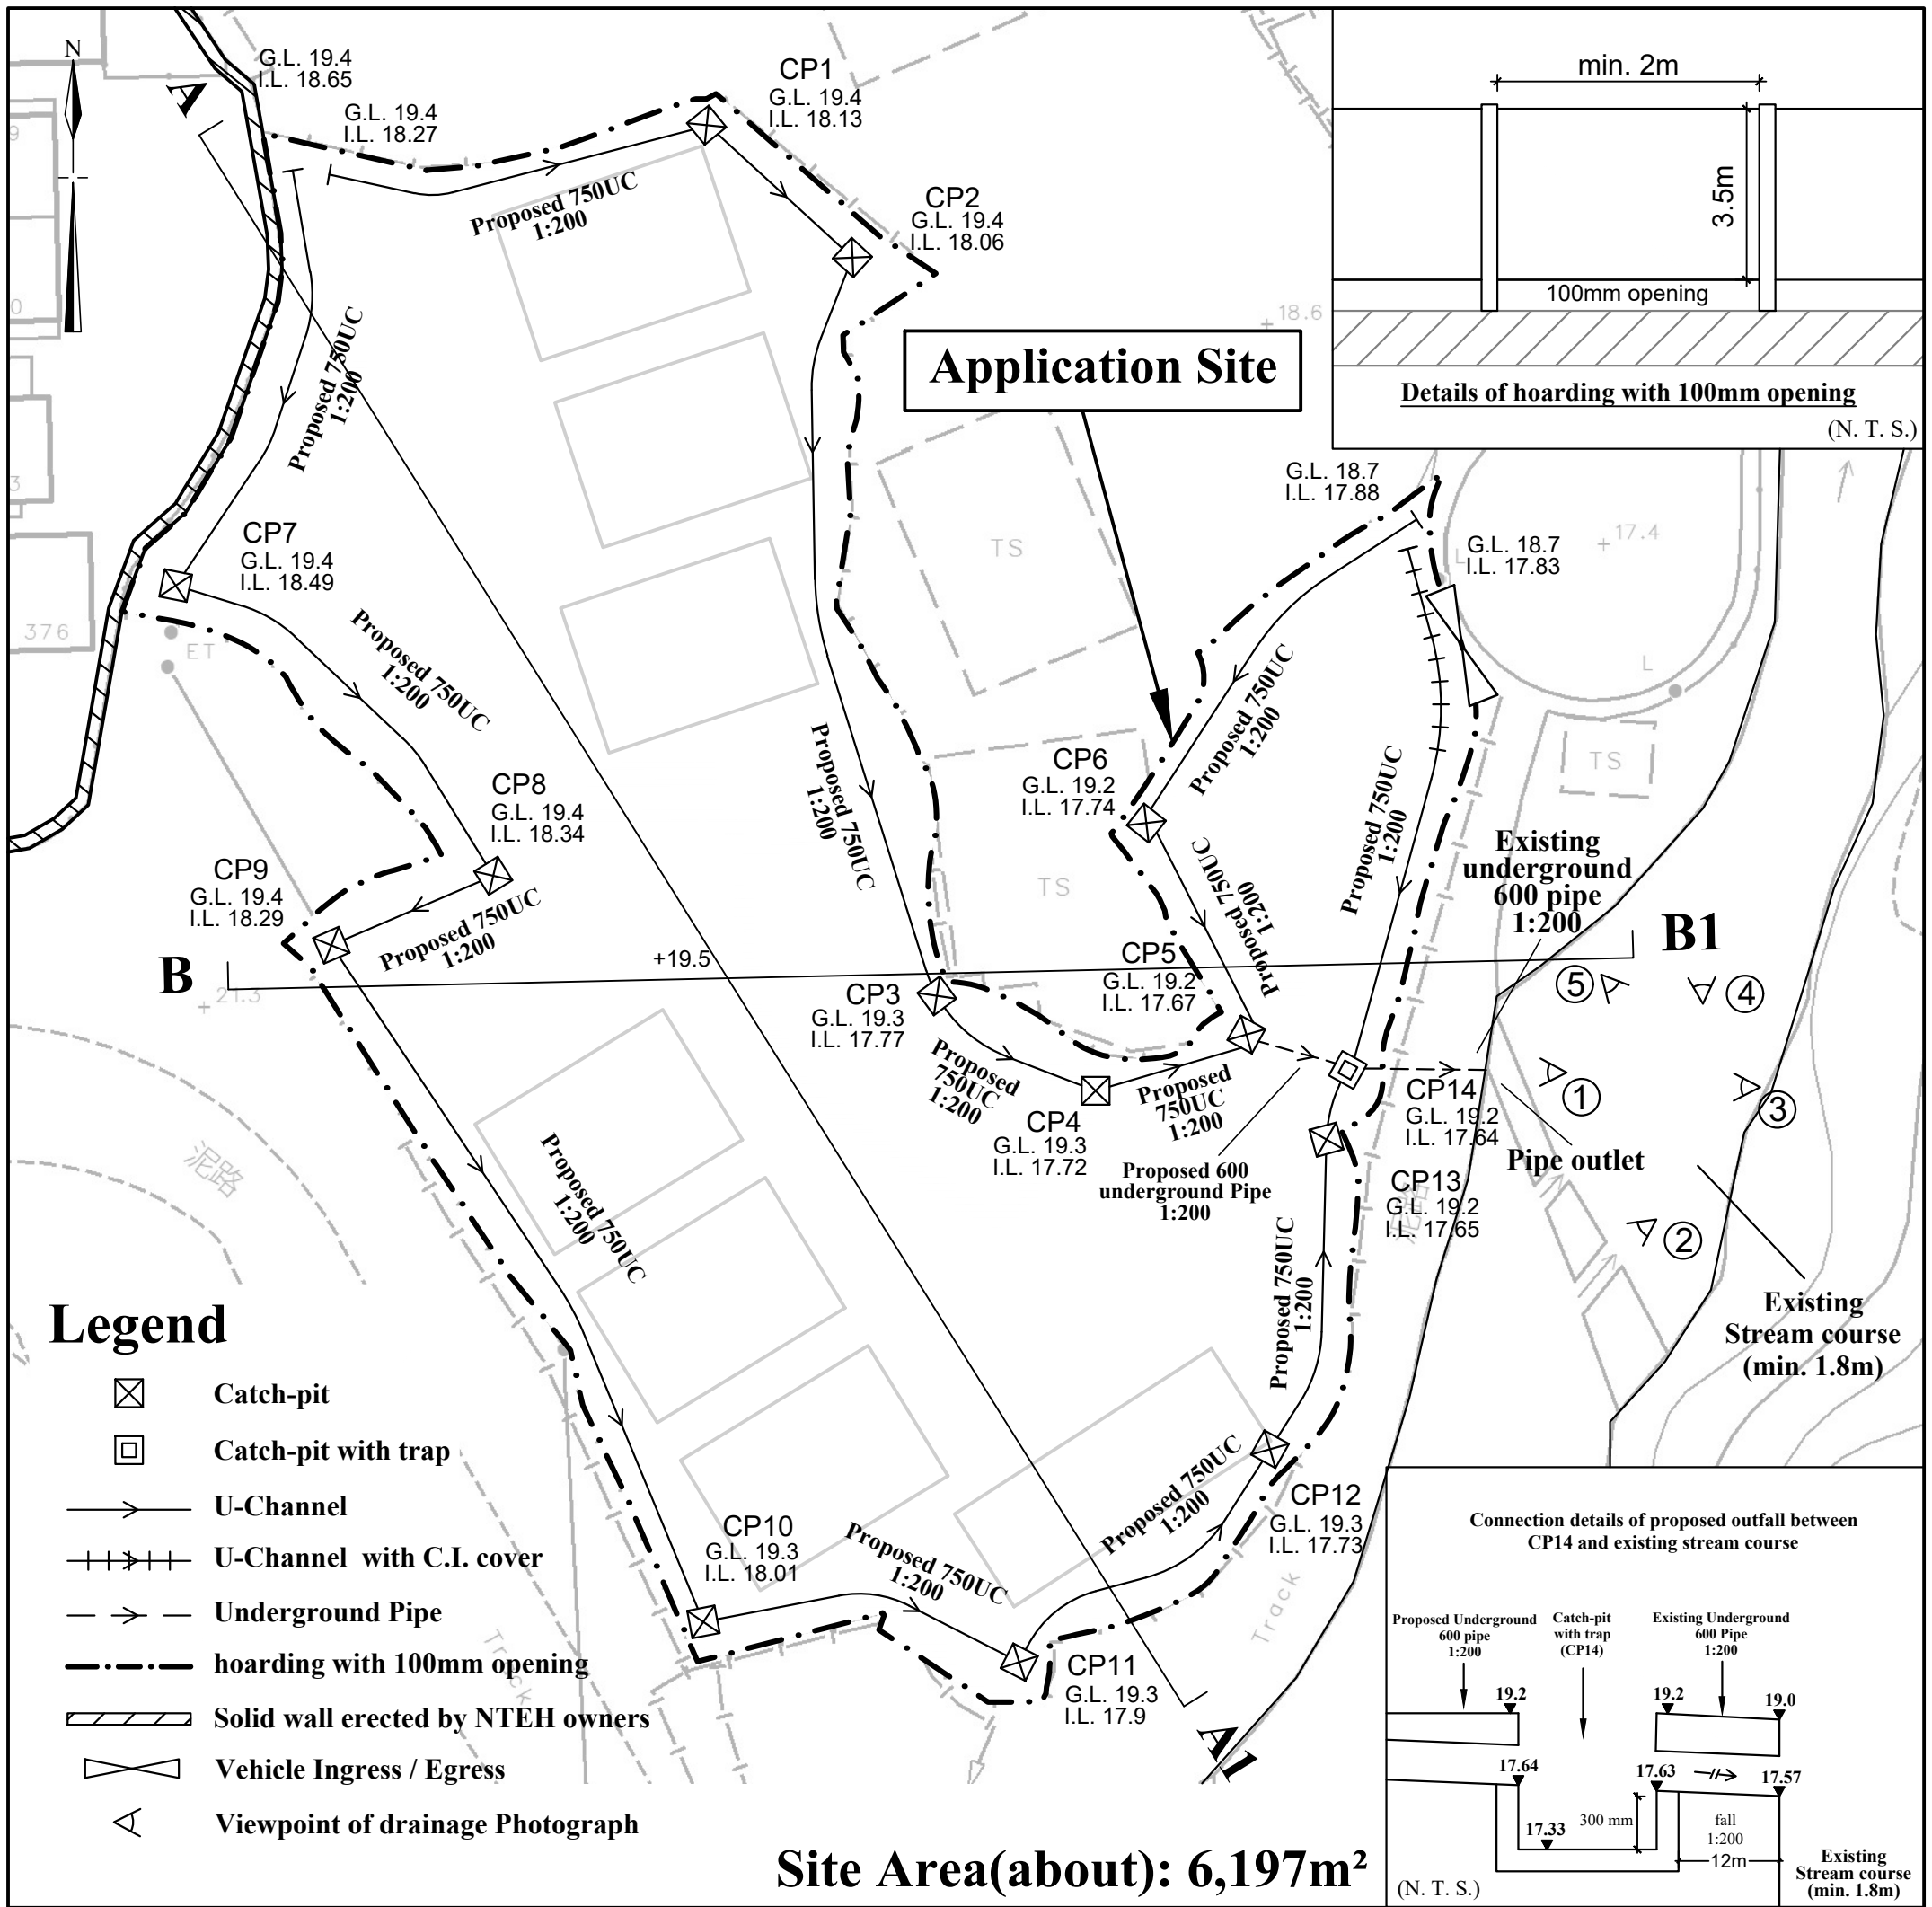 N
G.L. 19.4
I.L. 18.65
A
G.L. 19.4
I.L. 18.27
CP1
G.L. 19.4
I.L. 18.13
Proposed 750UC
1:200
CP2
G.L. 19.4
I.L. 18.06
min. 2m
3.5m
100mm opening
Details of hoarding with 100mm opening
(N. T. S.)
18.6
Application Site
9
0
3
Proposed 750UC
1:200
G.L. 18.7
I.L. 17.88
G.L. 18.7
I.L. 17.83
17.4
L
L
TS
CP7
G.L. 19.4
I.L. 18.49
376
ET
Proposed 750UC
1:200
Proposed 750UC
1:200
Proposed 750UC
1:200
CP6
G.L. 19.2
I.L. 17.74
TS
CP8
G.L. 19.4
I.L. 18.34
Proposed 750UC
1:200
Proposed 750UC
1:200
Existing
underground
600 pipe
1:200
CP9
G.L. 19.4
I.L. 18.29
Proposed 750UC
1:200
TS
B
B1
+19.5
21.3
CP5
G.L. 19.2
I.L. 17.67
CP3
G.L. 19.3
I.L. 17.77
5
4
Proposed
750UC
1:200
Proposed
750UC
1:200
CP4
G.L. 19.3
I.L. 17.72
CP14
G.L. 19.2
I.L. 17.64
1
3
Pipe outlet
Proposed 600
underground Pipe
1:200
CP13
G.L. 19.2
I.L. 17.65
2
泥路
泥路
Proposed 750UC
1:200
Proposed 750UC
1:200
Existing
Stream course
(min. 1.8m)
Legend
Catch-pit
Catch-pit with trap
U-Channel
U-Channel with C.I. cover
Underground Pipe
hoarding with 100mm opening
Solid wall erected by NTEH owners
Vehicle Ingress / Egress
Viewpoint of drainage Photograph
CP10
G.L. 19.3
I.L. 18.01
Proposed 750UC
1:200
Proposed 750UC
1:200
CP12
G.L. 19.3
I.L. 17.73
Track
Track
CP11
G.L. 19.3
I.L. 17.9
A1
Site Area(about): 6,197m²
Connection details of proposed outfall between
CP14 and existing stream course
Proposed Underground
600 pipe
1:200
Catch-pit
with trap
(CP14)
Existing Underground
600 Pipe
1:200
19.2
19.2
19.0
17.64
17.63
17.57
300 mm
17.33
fall
1:200
12m
Existing
Stream course
(min. 1.8m)
(N. T. S.)